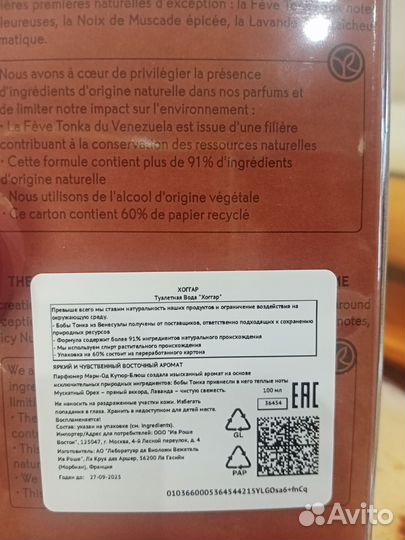 ières premières naturelles d'exception : la Fève
leureuses, la Noix de Muscade épicée, la Lavande
matique.
Nous avons à cœur de privilégier la présence
d'ingrédients d'origine naturelle dans nos parfums et
de limiter notre impact sur l'environnement :
· La Fève Tonka du Venezuela est issue d'une filière
contribuant à la conservation des ressources naturelles
· Cette formule contient plus de 91% d'ingrédients
d'origine naturelle
· Nous utilisons de l'alcool d'origine végétale
· Ce carton contient 60% de papier recyclé
ХОГГАР
Туалетная Вода "Хоггар"
Превыше всего мы ставим натуральность наших продуктов и ограничение воздействия на
окружающую среду.
- Бобы Тонка из Венесуэлы получены от поставщиков, ответственно подходящих к сохранению
природных ресурсов
- Формула содержит более 91% ингредиентов натурального происхождения
- Мы используем спирт растительного происхождения
- Упаковка на 60% состоит из переработанного картона
ЯРКИЙ И ЧУВСТВЕННЫЙ ВОСТОЧНЫЙ АРОМАТ
Парфюмер Мари-Од Кутюр-Блюш создала изысканный аромат на основе
исключительных природных ингредиентов: бобы Тонка привнесли в него теплые ноты
Мускатный Орех – пряный аккорд, Лаванда – чистую свежесть.
100 мл
Не наносить на раздраженные участки кожи. Избегать
попадания в глаза. Хранить в недоступном для детей
месте.
36454
EAC
Состав: указан на упаковке (см. Ingredients).
Импортер/Адрес для потребителей: ООО "Ив Роше
Восток", 125047, г. Москва, 4-й Лесной переулок, д. 4
Изготовитель: АО "Лаборатуар де Биоложи Вежеталь
Ив Роше", Ла Круа дез Аршер, 56200 Ла Гасийи
(Морбиан), Франция
Годен до: 27-09-2025
GL
PAP
0103660005364544215YLGOsa6+fnCq
Avito